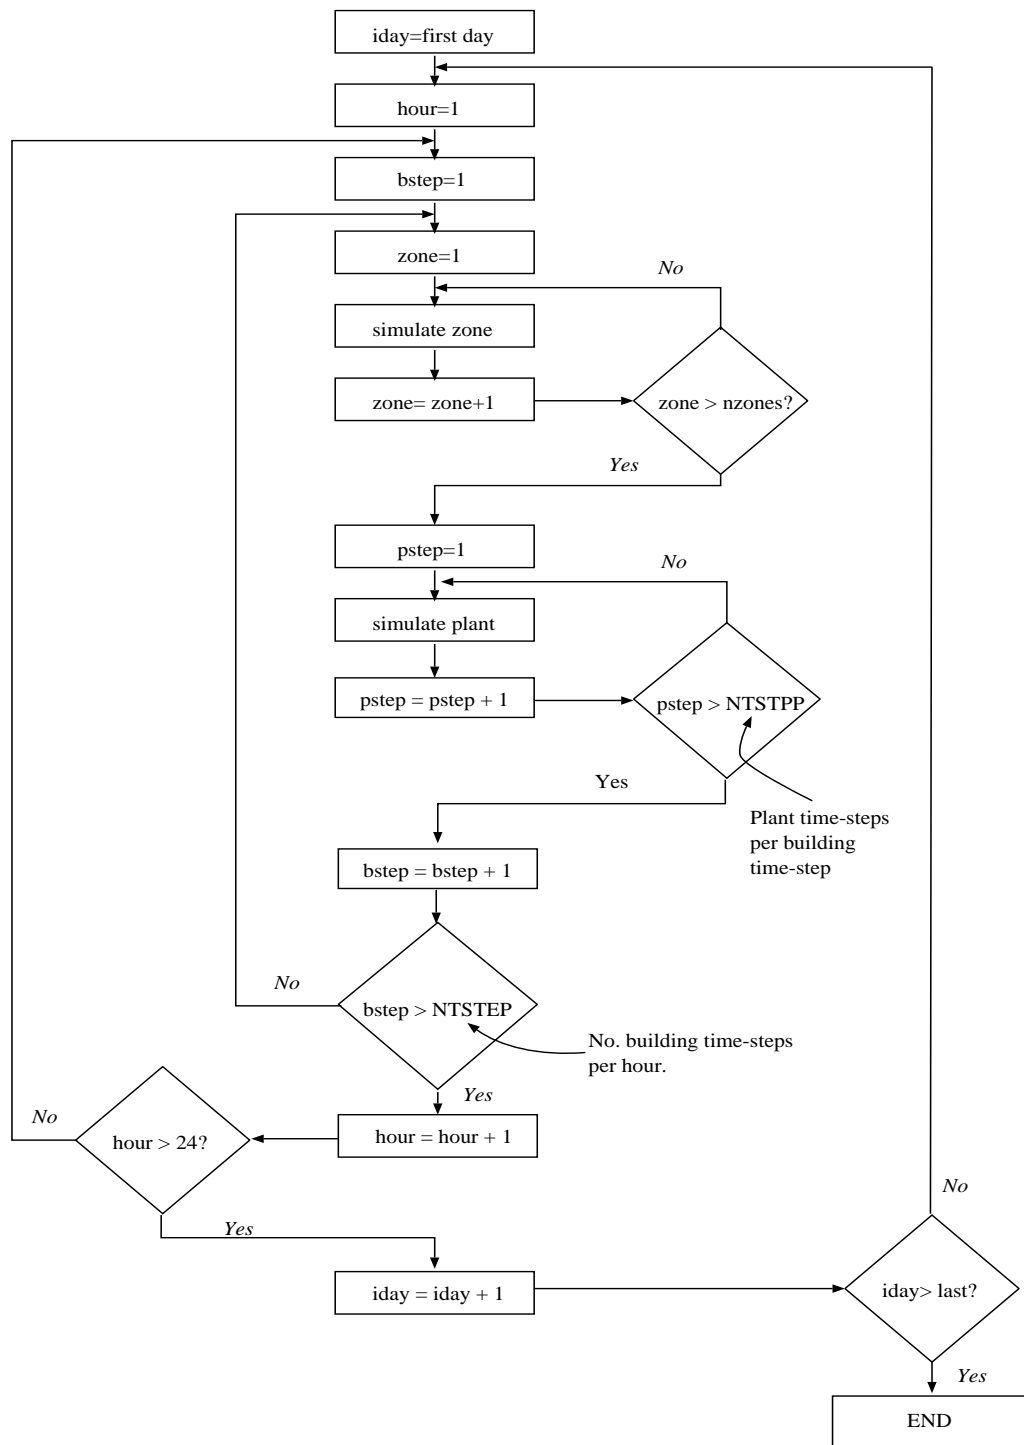 iday=first day
hour=1
bstep=1
zone=1
No
simulate zone
zone= zone+1
zone > nzones?
Yes
pstep=1
No
simulate plant
pstep = pstep + 1
pstep > NTSTPP
Yes
Plant time-steps
per building
time-step
bstep = bstep + 1
No
bstep > NTSTEP
No. building time-steps
per hour.
Yes
No
hour > 24?
hour = hour + 1
No
Yes
iday = iday + 1
iday> last?
Yes
END